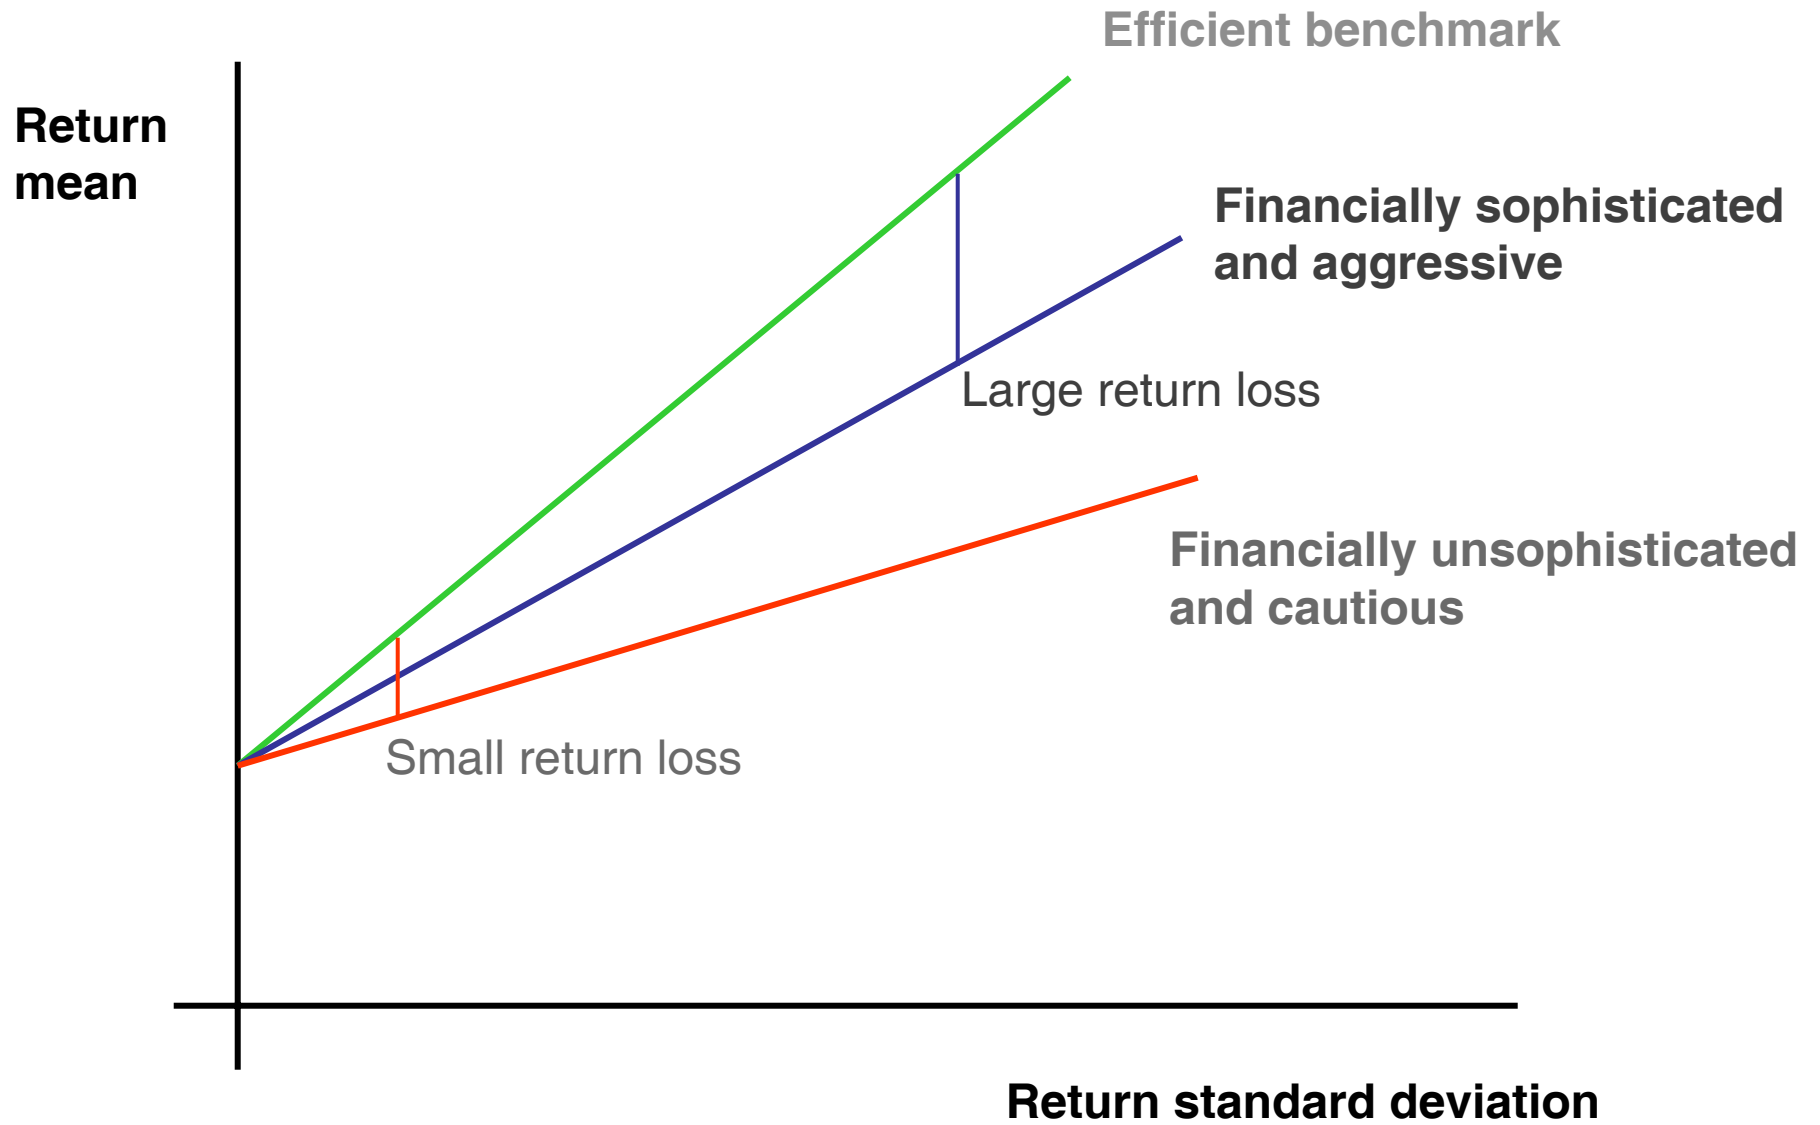 Efficient benchmark
Return
mean
Financially sophisticated
and aggressive
Large return loss
Financially unsophisticated
and cautious
Small return loss
Return standard deviation